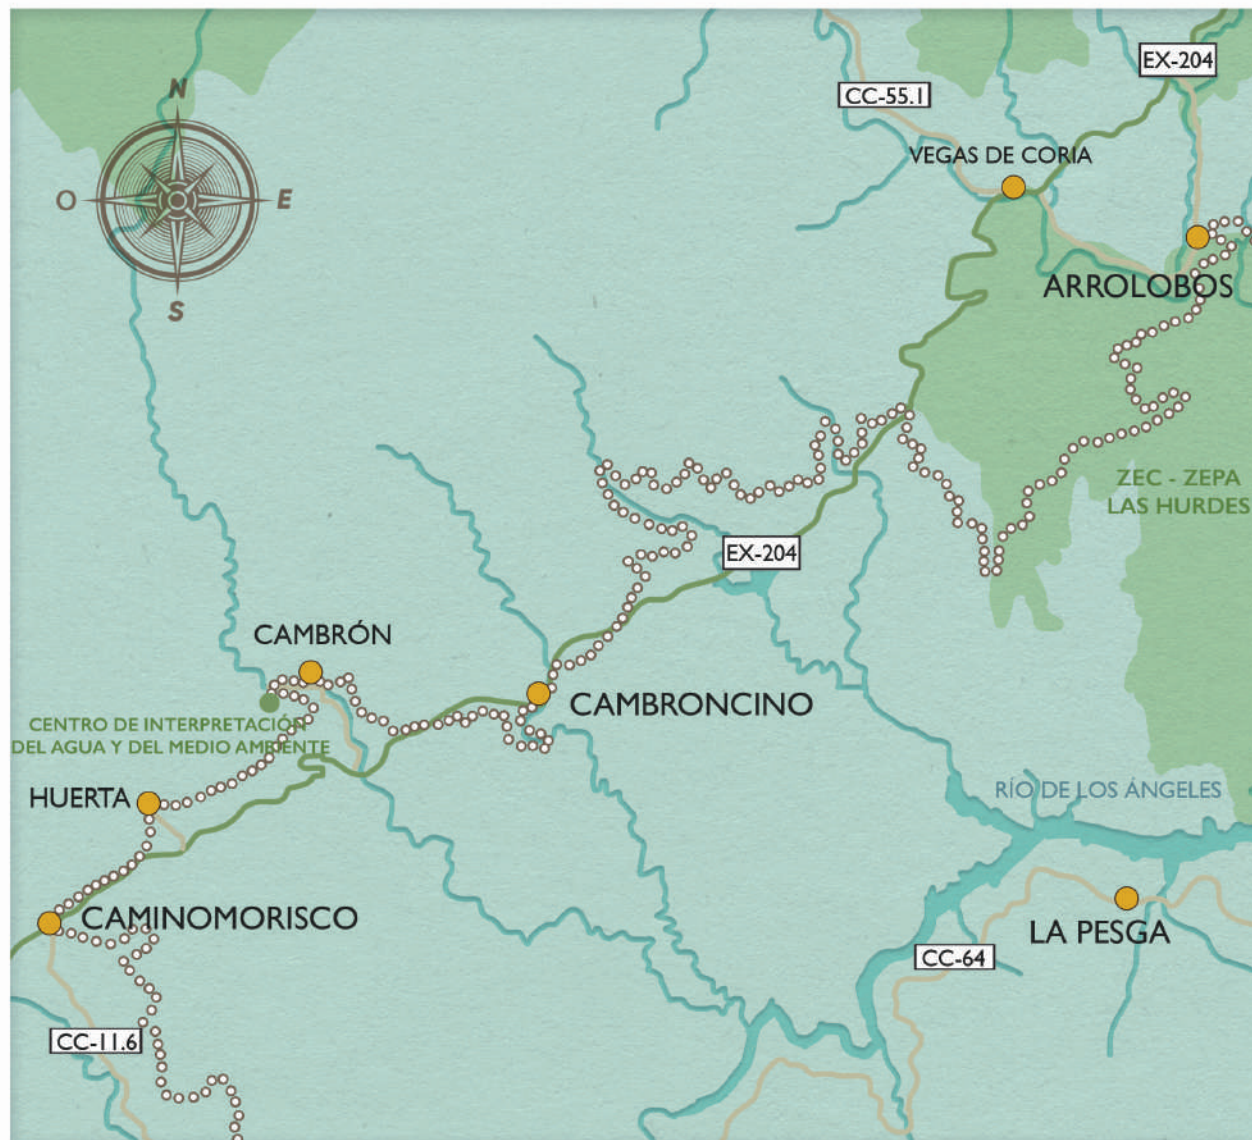 EX-204
N
CC-55.1
VEGAS DE CORIA
O
E
ARROLOBOS
S
ZEC - ZEPA
LAS HURDES
EX-204
CAMBRÓN
CAMBRONCINO
CENTRO DE INTERPRETACIÓN
DEL AGUA Y DEL MEDIO AMBIENTE
HUERTA
RÍO DE LOS ÁNGELES
CAMINOMORISCO
LA PESGA
CC-64
CC-11.6